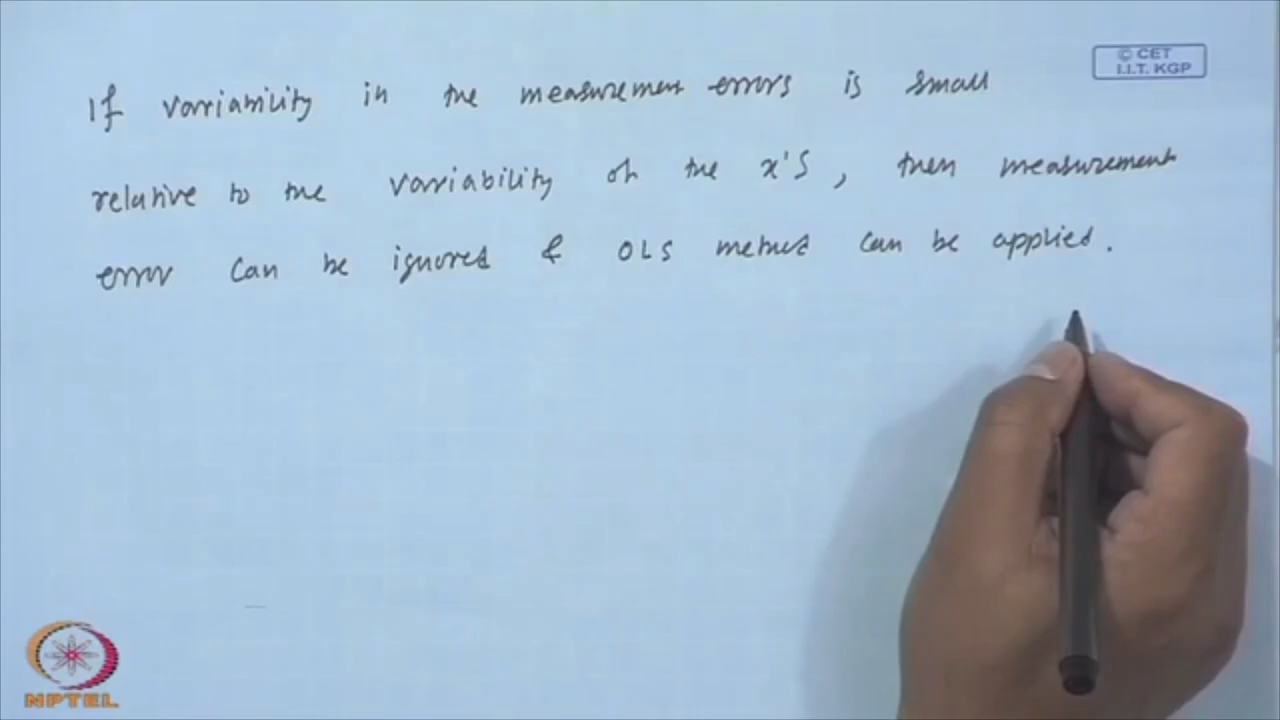 © CET
I.I.T. KGP
If variability in the measurement errors is small
relative to the variability of the x's, then measurement
error can be ignored & OLS method can be applied.
NPTEL